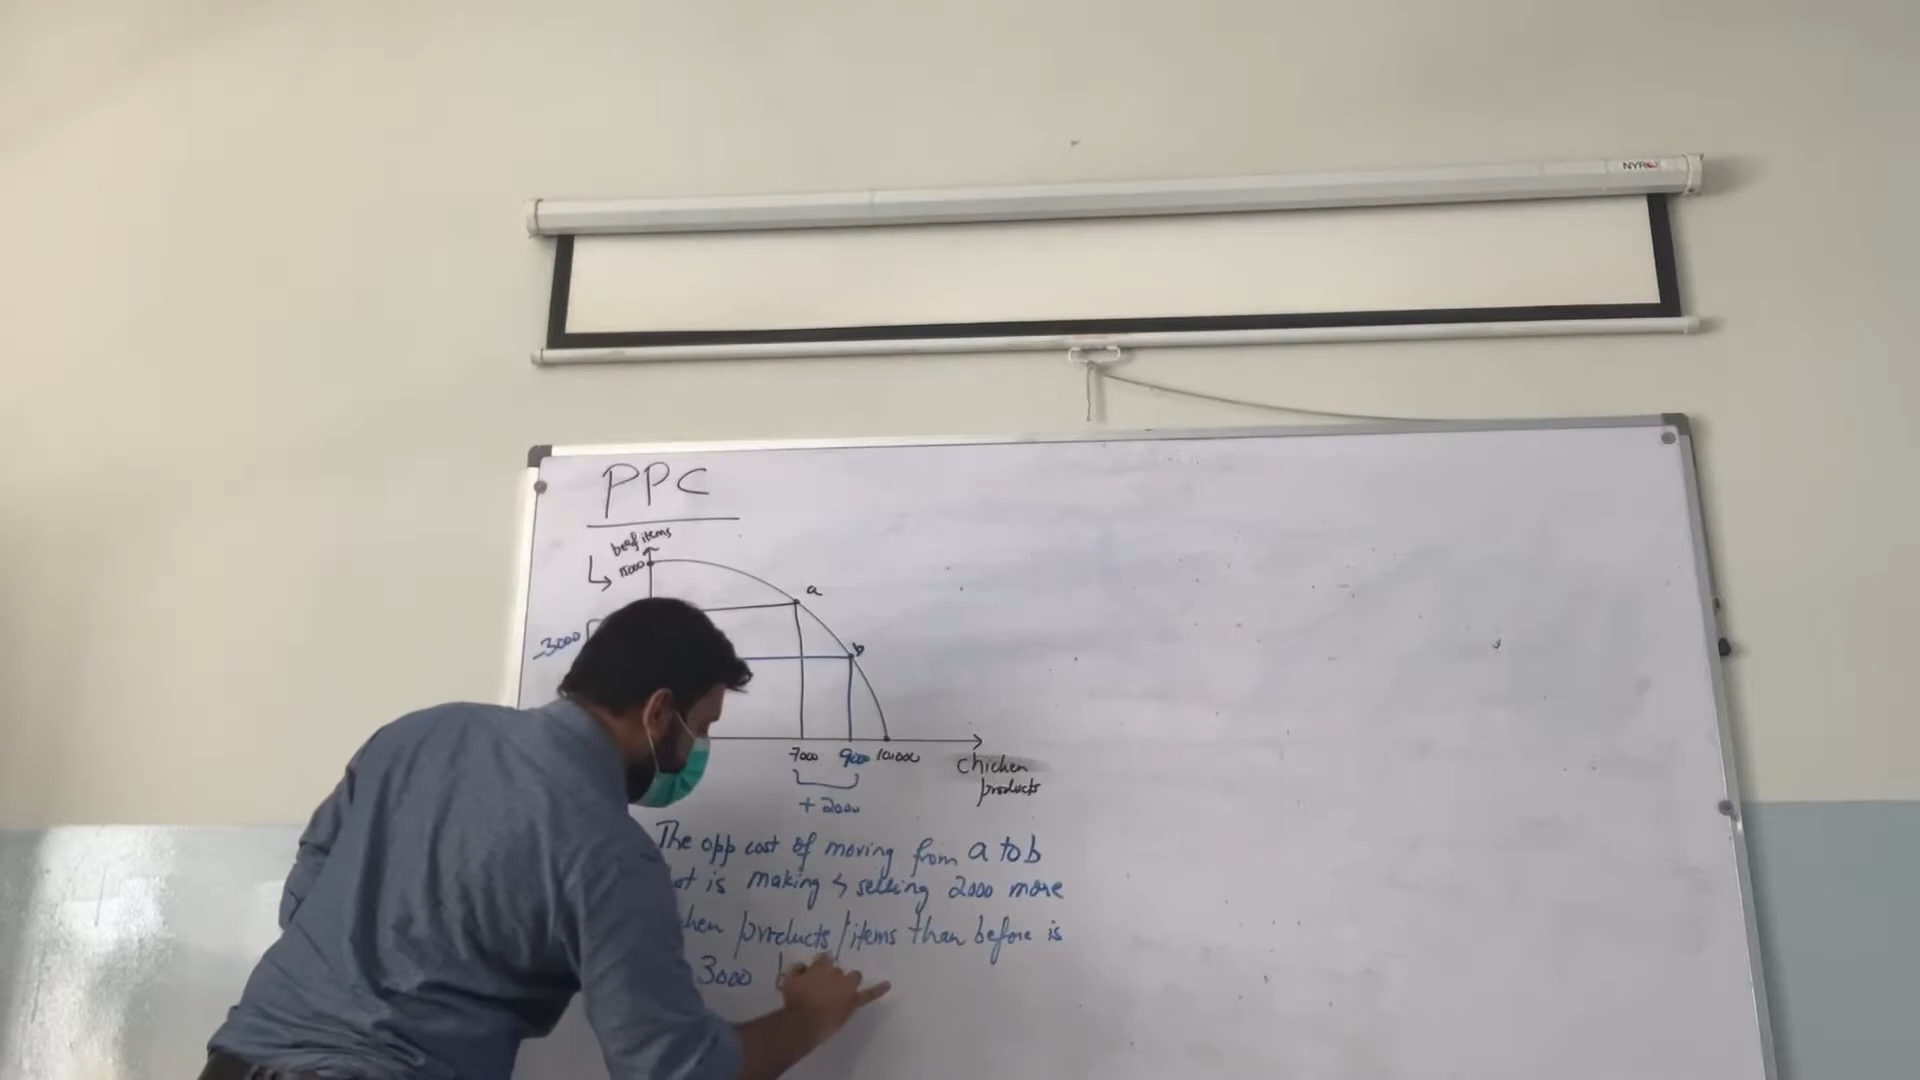 NYRO
PPC
beef items
15000
a
-3000
b
7000 9000 10,000
chicken
products
+ 2000
The opp cost of moving from a to b
is making & selling 2000 more
products/items than before is
3000